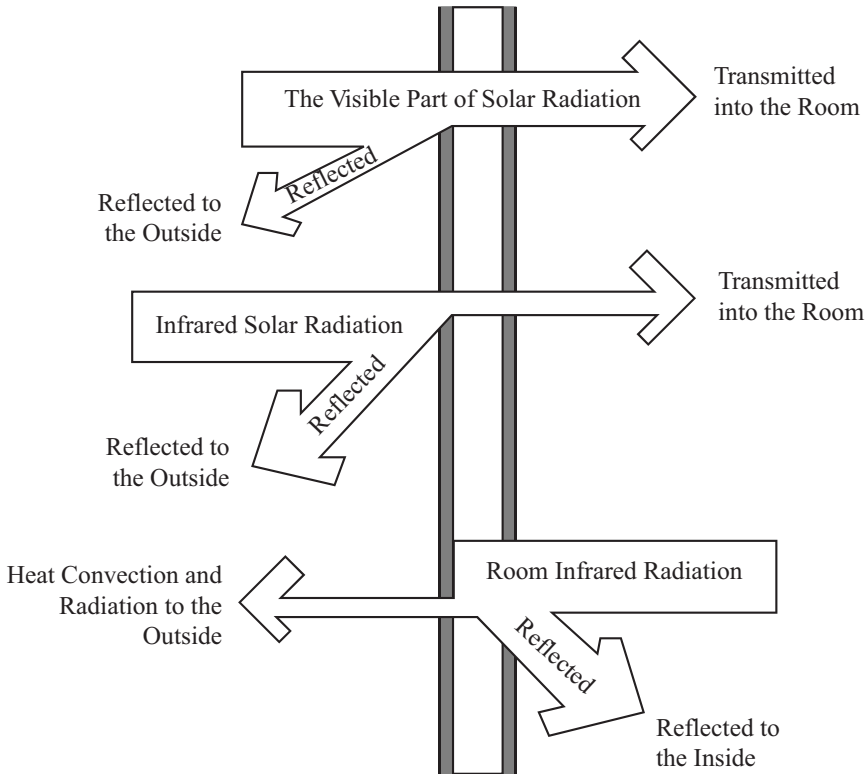 The Visible Part of Solar Radiation
Transmitted
into the Room
Reflected
Reflected to
the Outside
Infrared Solar Radiation
Transmitted
into the Room
Reflected
Reflected to
the Outside
Room Infrared Radiation
Heat Convection and
Radiation to the
Outside
Reflected
Reflected to
the Inside